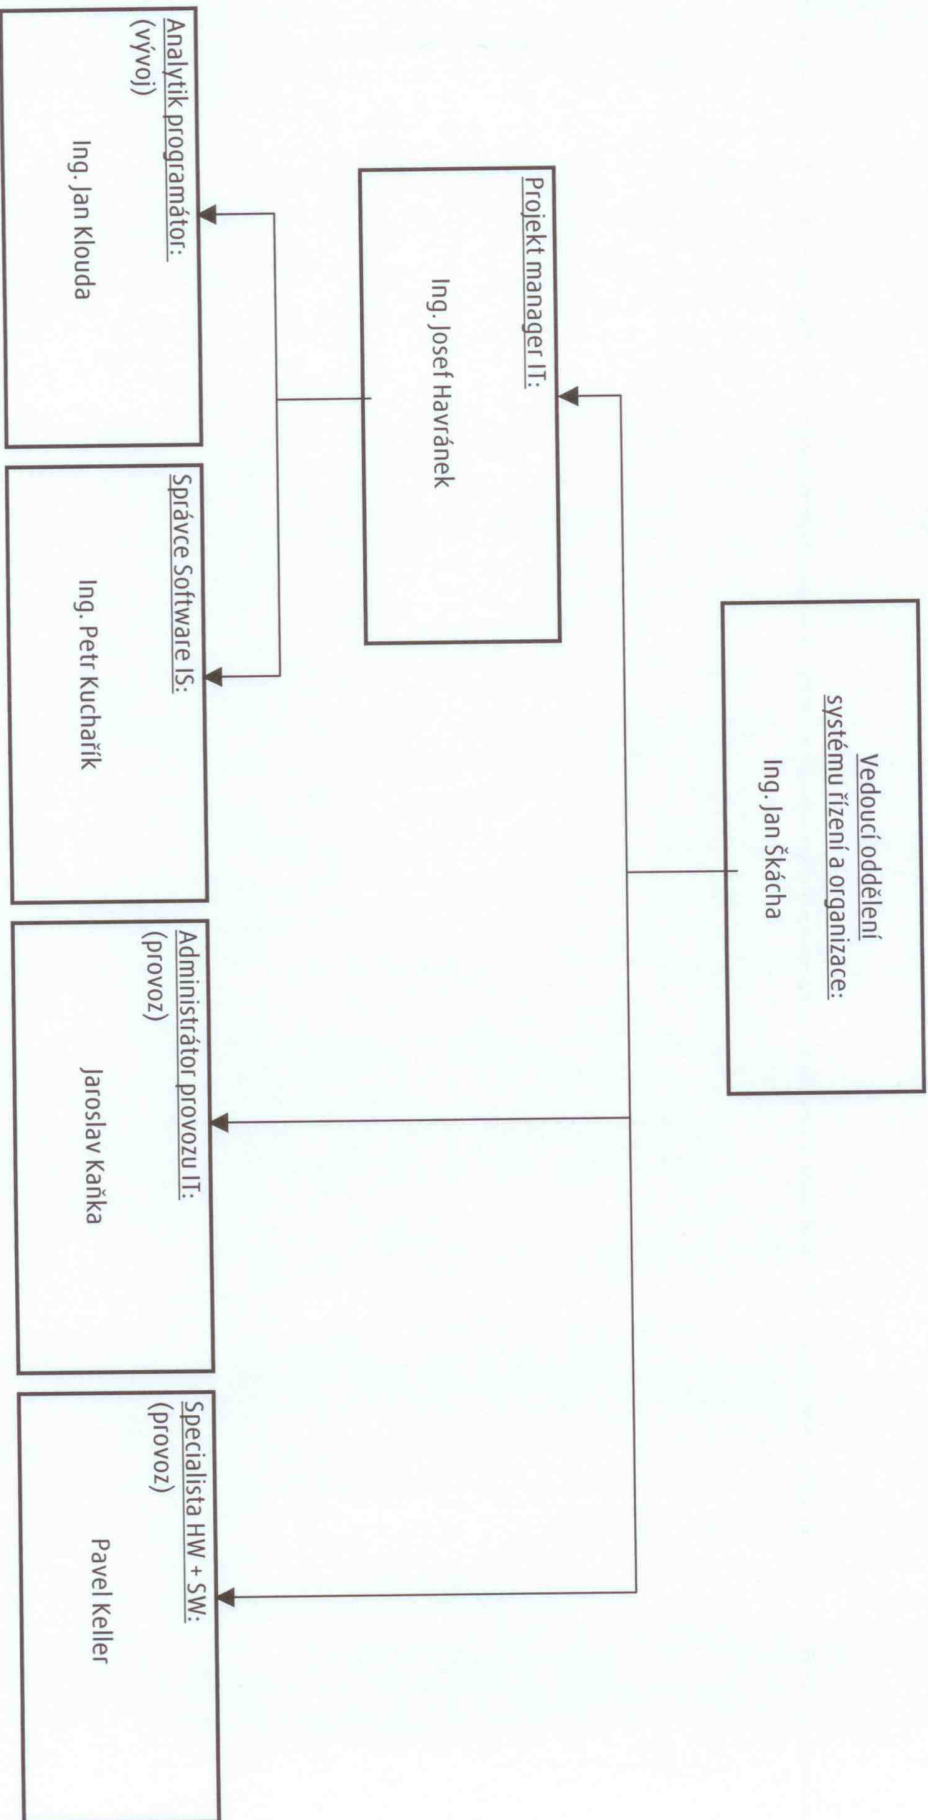 Vedoucí oddělení
systému řízení a organizace:
Ing. Jan Škácha
Projekt manager IT:
Ing. Josef Havránek
Analytik programátor:
(vývoj)
Ing. Jan Klouda
Správce Software IS:
Ing. Petr Kuchařík
Administrátor provozu IT:
(provoz)
Jaroslav Kaňka
Specialista HW + SW:
(provoz)
Pavel Keller